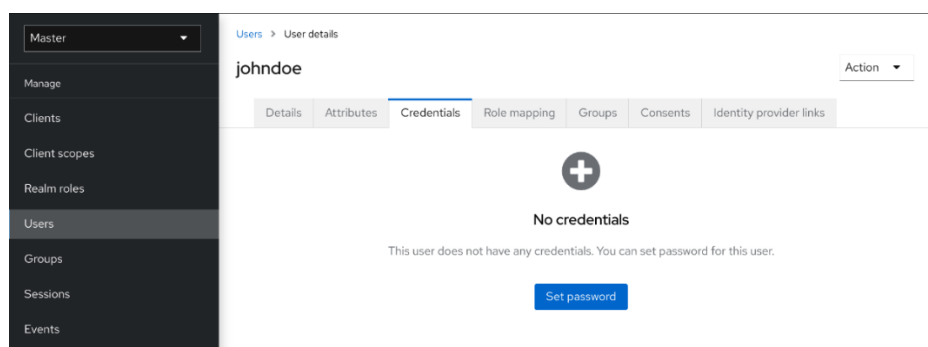 Master
Manage
Clients
Client scopes
Realm roles
Users
Groups
Sessions
Events
Users > User details
johndoe
Action
Details Attributes Credentials Role mapping Groups Consents Identity provider links
No credentials
This user does not have any credentials. You can set password for this user.
Set password